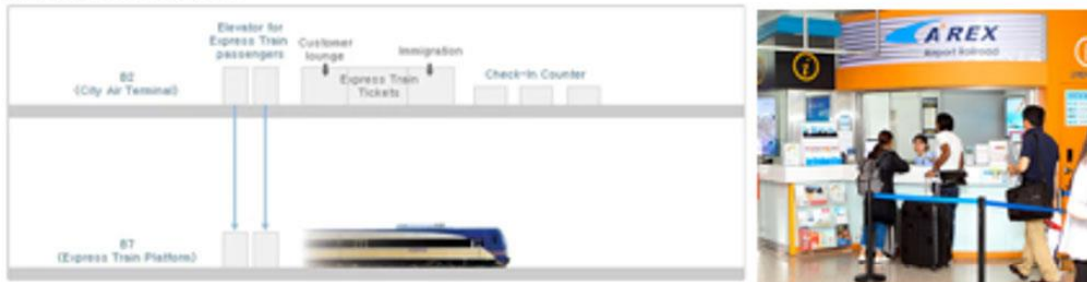 Elevator for
Express Train
passengers
Customer
lounge
Immigration
B2
(City Air Terminal)
Express Train
Tickets
Check-In Counter
B7
(Express Train Platform)
A'REX
Airport Railroad